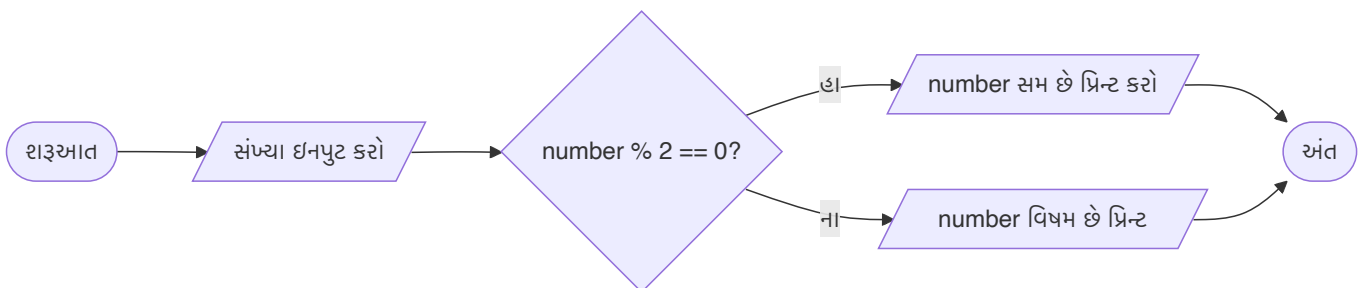 શરૂઆત
સંખ્યા ઇનપુટ કરો
number % 2 == 0?
હા
number સમ છે પ્રિન્ટ કરો
ના
number વિષમ છે પ્રિન્ટ
અંત